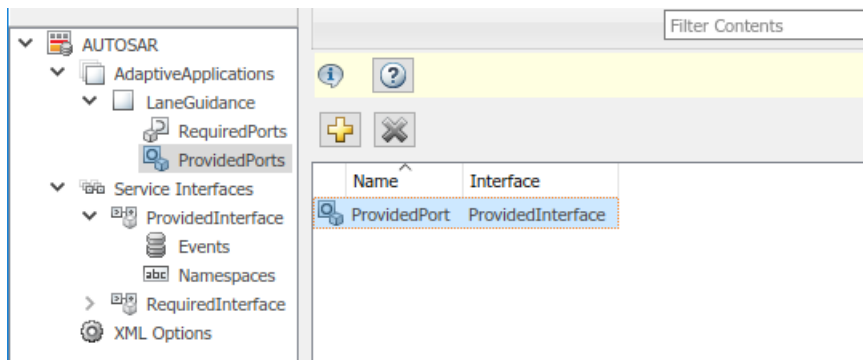 Filter Contents
AUTOSAR
AdaptiveApplications
LaneGuidance
RequiredPorts
ProvidedPorts
Service Interfaces
ProvidedInterface
Events
abc Namespaces
RequiredInterface
XML Options
Name Interface
ProvidedPort ProvidedInterface